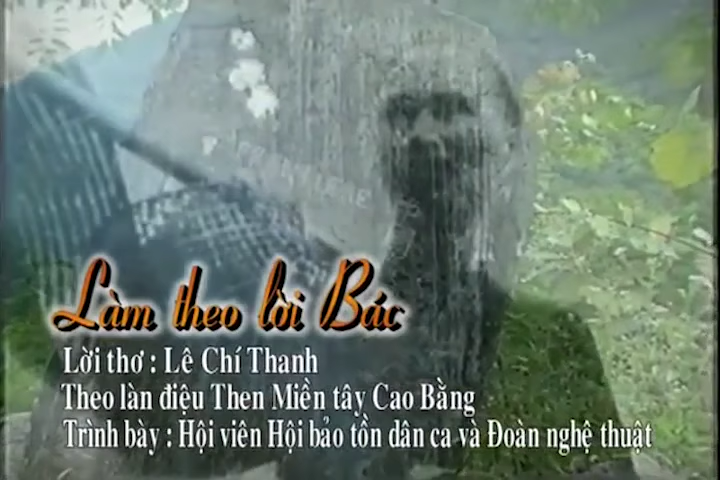 Làm theo lời Bác
Lời thơ : Lê Chí Thanh
Theo làn điệu Then Miền tây Cao Bằng
Trình bày : Hội viên Hội bảo tồn dân ca và Đoàn nghệ thuật